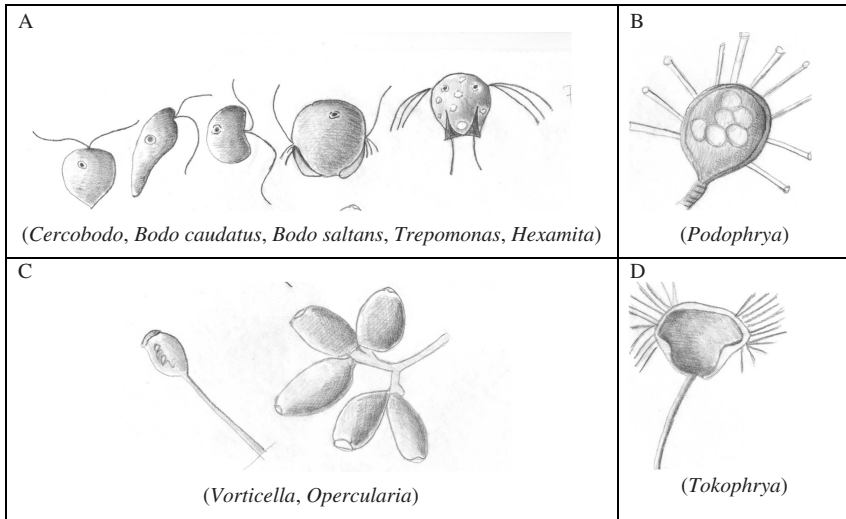 A
(Cercobodo, Bodo caudatus, Bodo saltans, Trepomonas, Hexamita)
B
(Podophrya)
C
(Vorticella, Opercularia)
D
(Tokophrya)